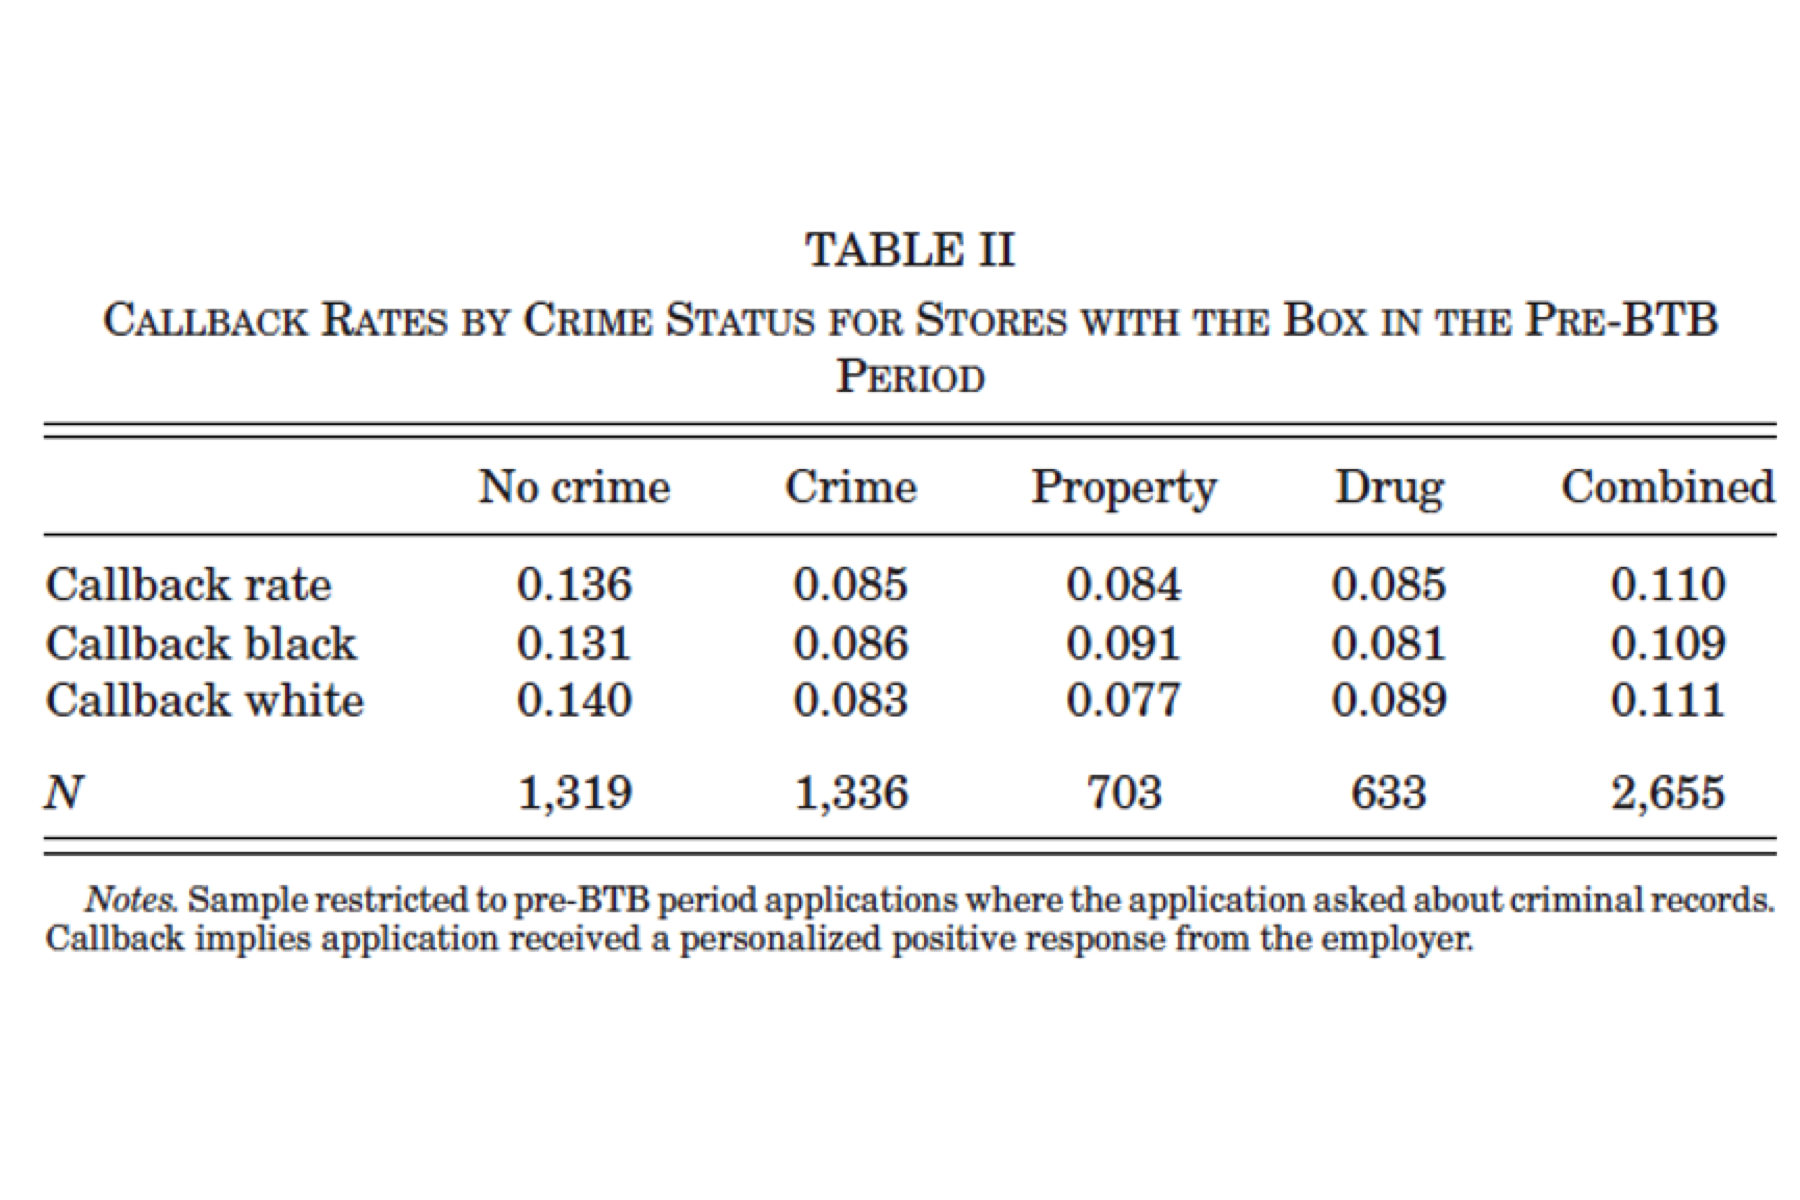 TABLE II
CALLBACK RATES BY CRIME STATUS FOR STORES WITH THE BOX IN THE PRE-BTB
PERIOD
No crime Crime Property Drug Combined
Callback rate 0.136 0.085 0.084 0.085 0.110
Callback black 0.131 0.086 0.091 0.081 0.109
Callback white 0.140 0.083 0.077 0.089 0.111
N 1,319 1,336 703 633 2,655
Notes. Sample restricted to pre-BTB period applications where the application asked about criminal records.
Callback implies application received a personalized positive response from the employer.